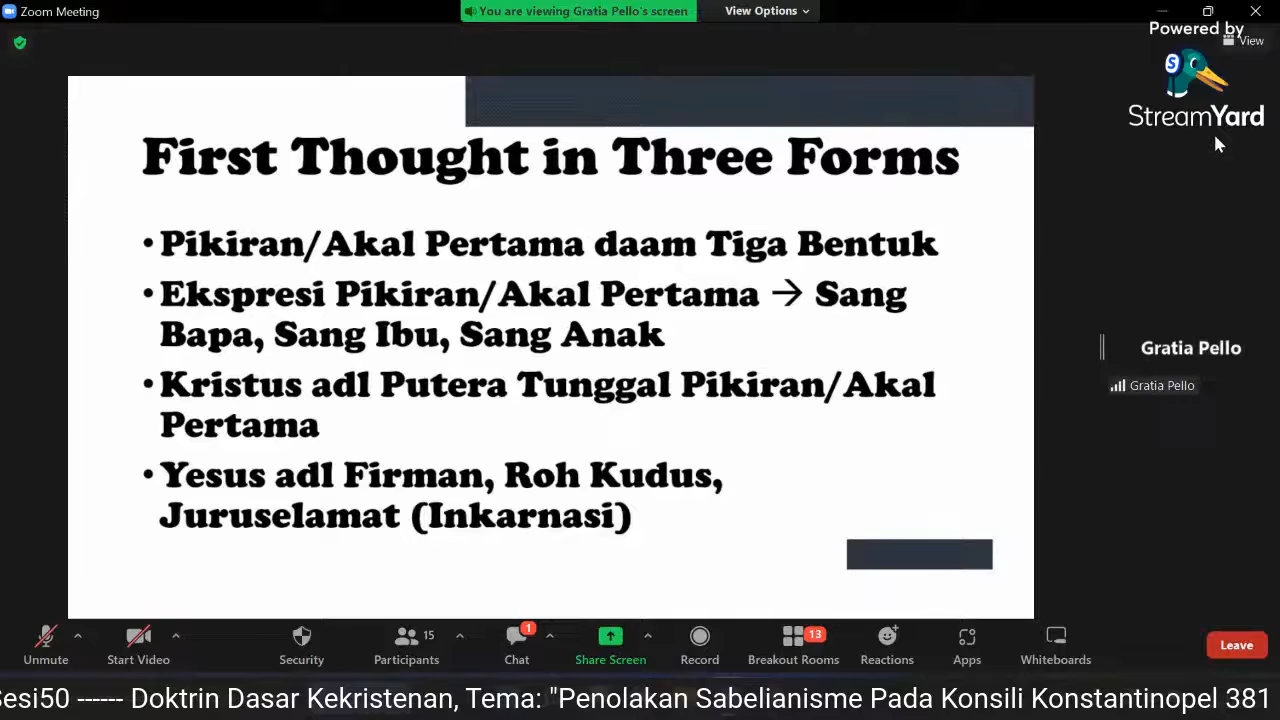 Zoom Meeting
You are viewing Gratia Pello's screen
View Options
Powered by
View
S
StreamYard
First Thought in Three Forms
• Pikiran/Akal Pertama daam Tiga Bentuk
• Ekspresi Pikiran/Akal Pertama → Sang
Bapa, Sang Ibu, Sang Anak
• Kristus adl Putera Tunggal Pikiran/Akal
Pertama
• Yesus adl Firman, Roh Kudus,
Juruselamat (Inkarnasi)
Gratia Pello
Gratia Pello
Unmute
Start Video
Security
15
Participants
1
Chat
Share Screen
Record
13
Breakout Rooms
Reactions
Apps
Whiteboards
Leave
Sesi50 ------ Doktrin Dasar Kekristenan, Tema: "Penolakan Sabelianisme Pada Konsili Konstantinopel 381